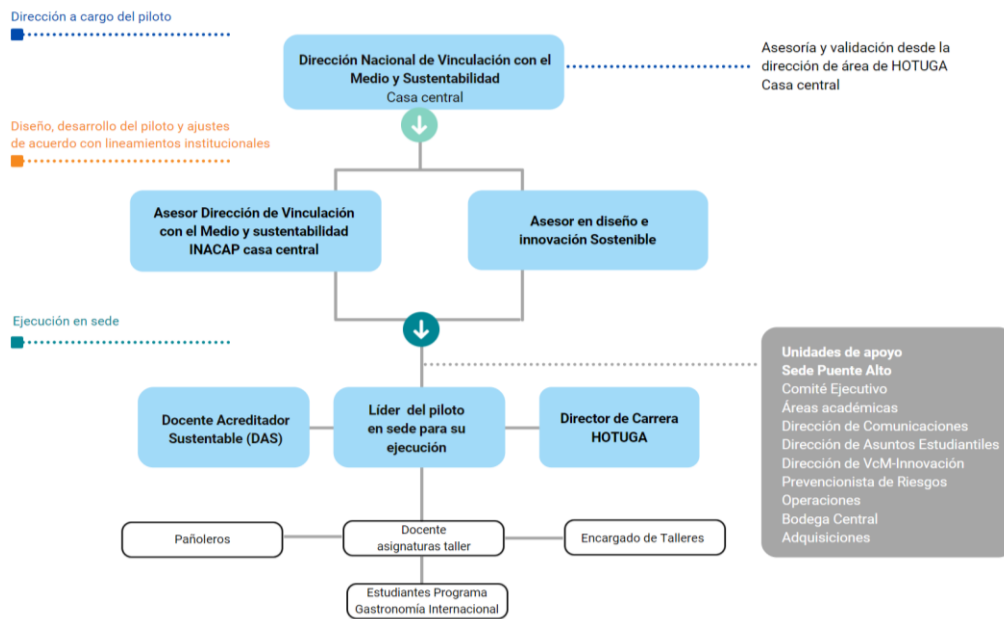 Dirección a cargo del piloto
Dirección Nacional de Vinculación con el
Medio y Sustentabilidad
Casa central
Asesoría y validación desde la
dirección de área de HOTUGA
Casa central
Diseño, desarrollo del piloto y ajustes
de acuerdo con lineamientos institucionales
Asesor Dirección de Vinculación
con el Medio y sustentabilidad
INACAP casa central
Asesor en diseño e
innovación Sostenible
Ejecución en sede
Unidades de apoyo
Sede Puente Alto
Comité Ejecutivo
Áreas académicas
Dirección de Comunicaciones
Dirección de Asuntos Estudiantiles
Dirección de VcM-Innovación
Prevencionista de Riesgos
Operaciones
Bodega Central
Adquisiciones
Docente Acreditador
Sustentable (DAS)
Líder del piloto
en sede para su
ejecución
Director de Carrera
HOTUGA
Pañoleros
Docente
asignaturas taller
Encargado de Talleres
Estudiantes Programa
Gastronomía Internacional